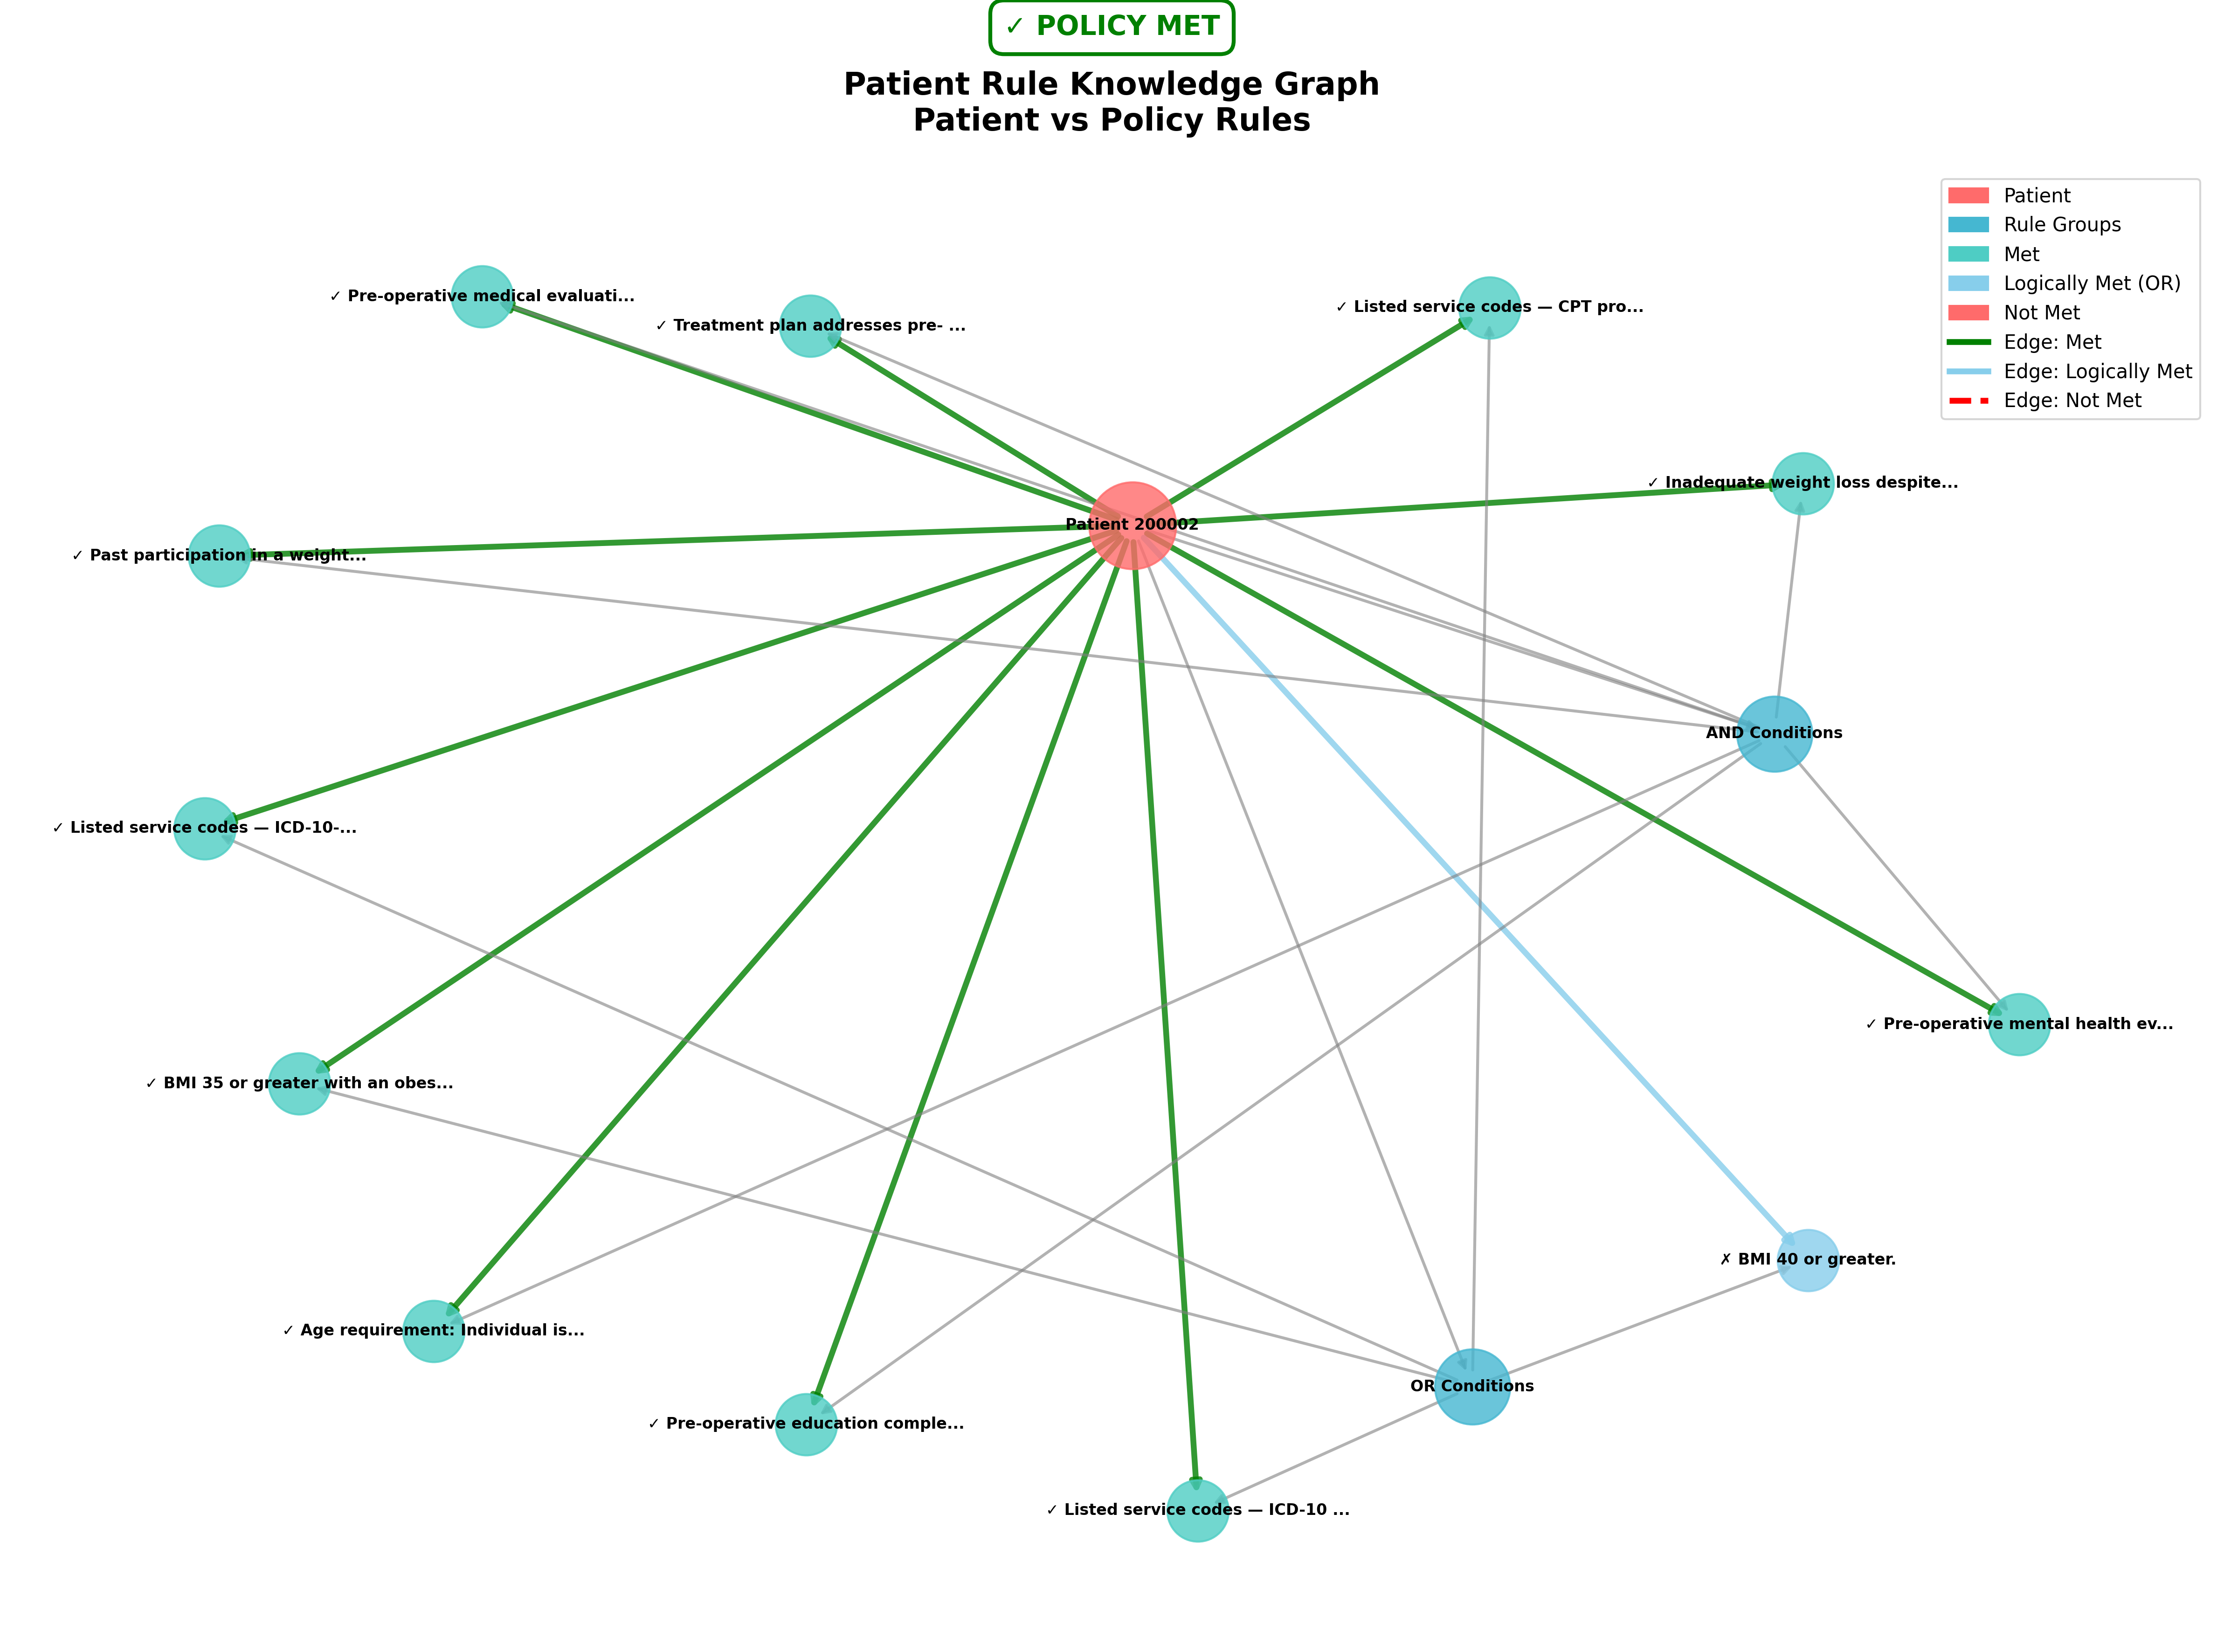 ✓ POLICY MET
Patient Rule Knowledge Graph
Patient vs Policy Rules
Patient
Rule Groups
Met
Logically Met (OR)
Not Met
Edge: Met
Edge: Logically Met
Edge: Not Met
✓ Pre-operative medical evaluati...
✓ Treatment plan addresses pre- ...
✓ Listed service codes — CPT pro...
✓ Inadequate weight loss despite...
Patient 200002
✓ Past participation in a weight...
AND Conditions
✓ Listed service codes — ICD-10-...
✓ Pre-operative mental health ev...
✓ BMI 35 or greater with an obes...
✗ BMI 40 or greater.
✓ Age requirement: Individual is...
OR Conditions
✓ Pre-operative education comple...
✓ Listed service codes — ICD-10 ...